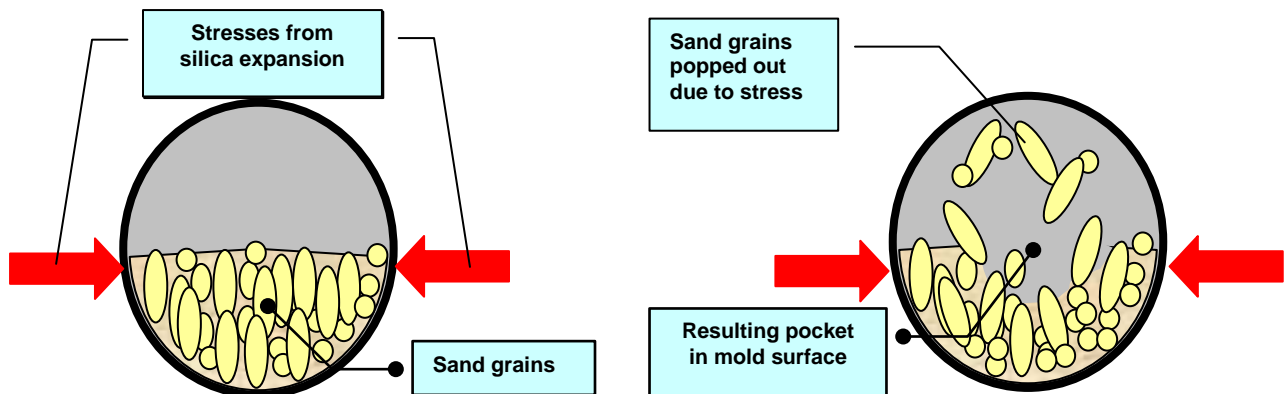 Stresses from
silica expansion
Sand grains
Sand grains
popped out
due to stress
Resulting pocket
in mold surface